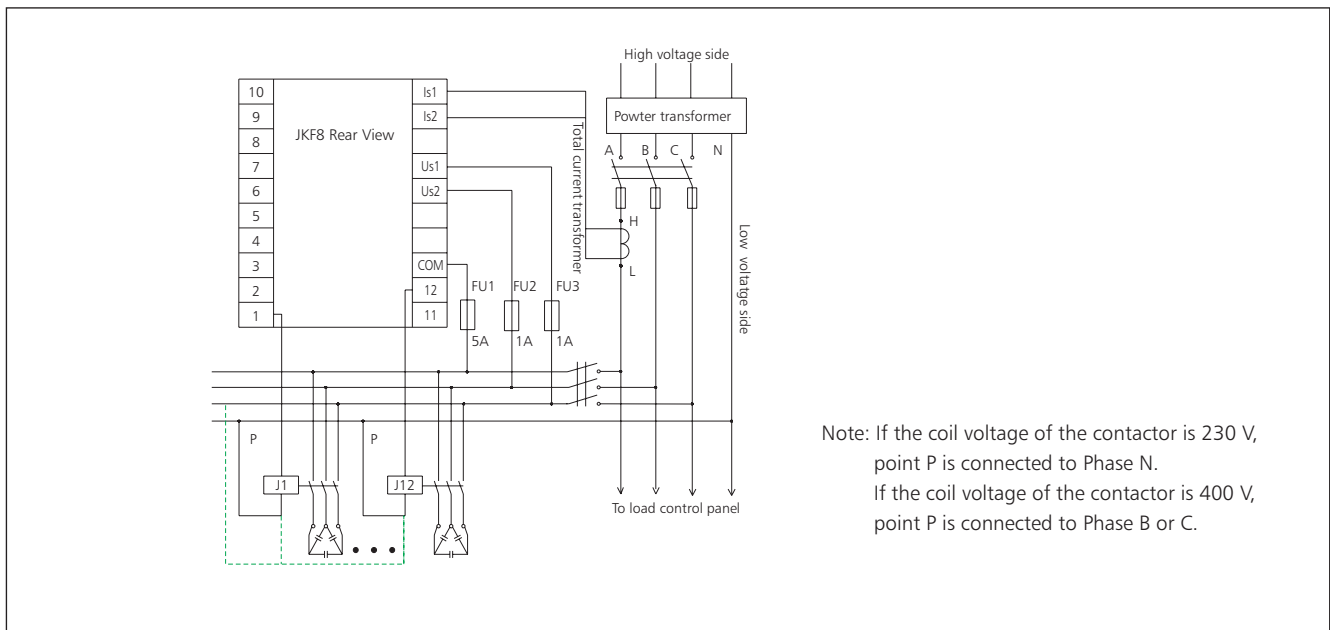 High voltage side
10
9
8
7
6
5
4
3
2
1
JKF8 Rear View
Is1
Is2
Us1
Us2
COM
12
11
Powter transformer
A B C N
Total current transformer
H
L
Low voltatge side
FU1 FU2 FU3
5A 1A 1A
P P
J1 J12
To load control panel
Note: If the coil voltage of the contactor is 230 V,
point P is connected to Phase N.
If the coil voltage of the contactor is 400 V,
point P is connected to Phase B or C.